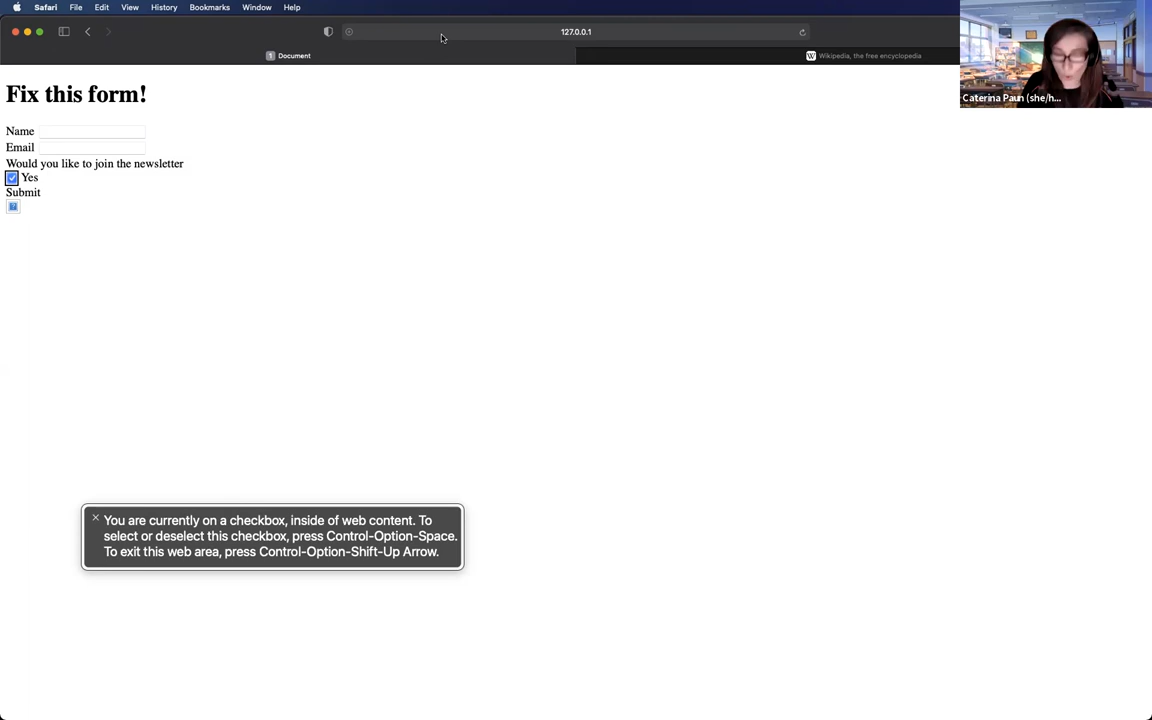 Safari File Edit View History Bookmarks Window Help
127.0.0.1
1 Document
W Wikipedia, the free encyclopedia
Caterina Paun (she/h...
Fix this form!
Name
Email
Would you like to join the newsletter
Yes
Submit
?
You are currently on a checkbox, inside of web content. To
select or deselect this checkbox, press Control-Option-Space.
To exit this web area, press Control-Option-Shift-Up Arrow.